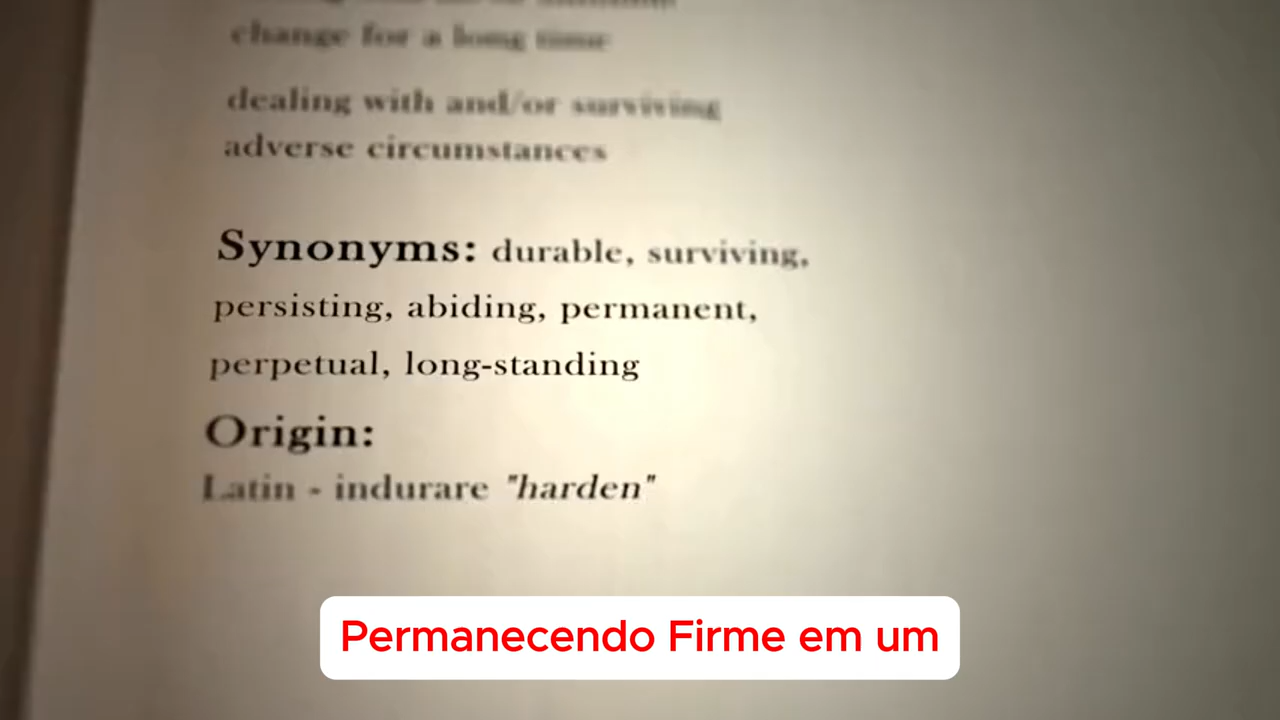 change for a long time
dealing with and/or surviving
adverse circumstances
Synonyms: durable, surviving,
persisting, abiding, permanent,
perpetual, long-standing
Origin:
Latin - indurare "harden"
Permanecendo Firme em um